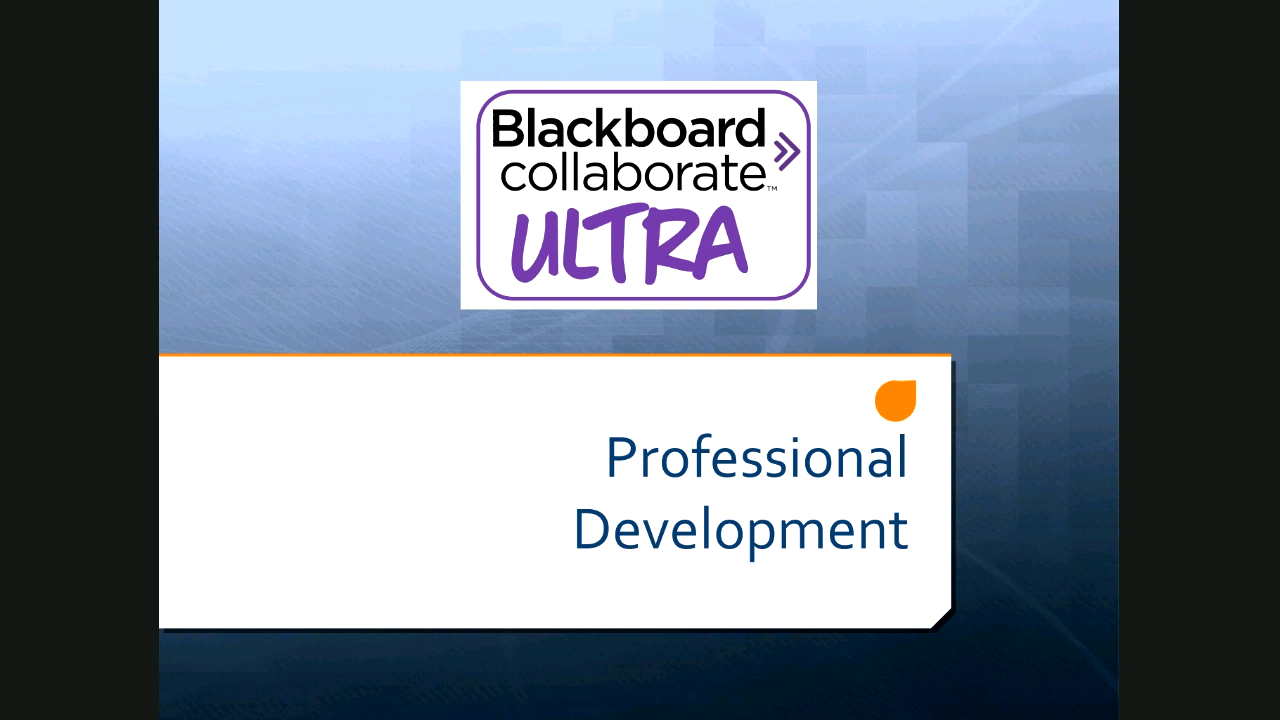 Blackboard
collaborate™
ULTRA
Professional
Development